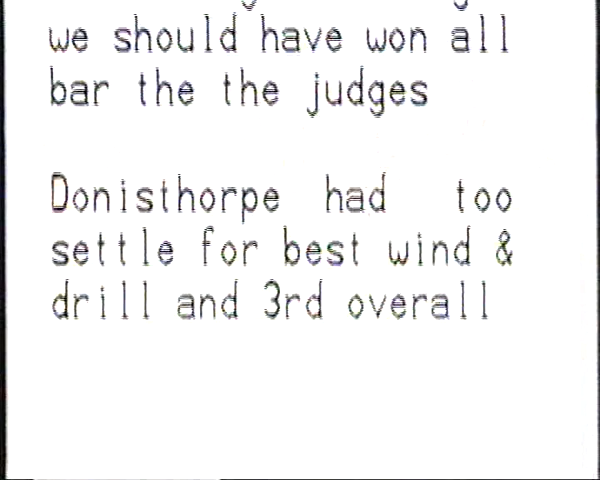 we should have won all
bar the the judges
Donisthorpe had too
settle for best wind &
drill and 3rd overall